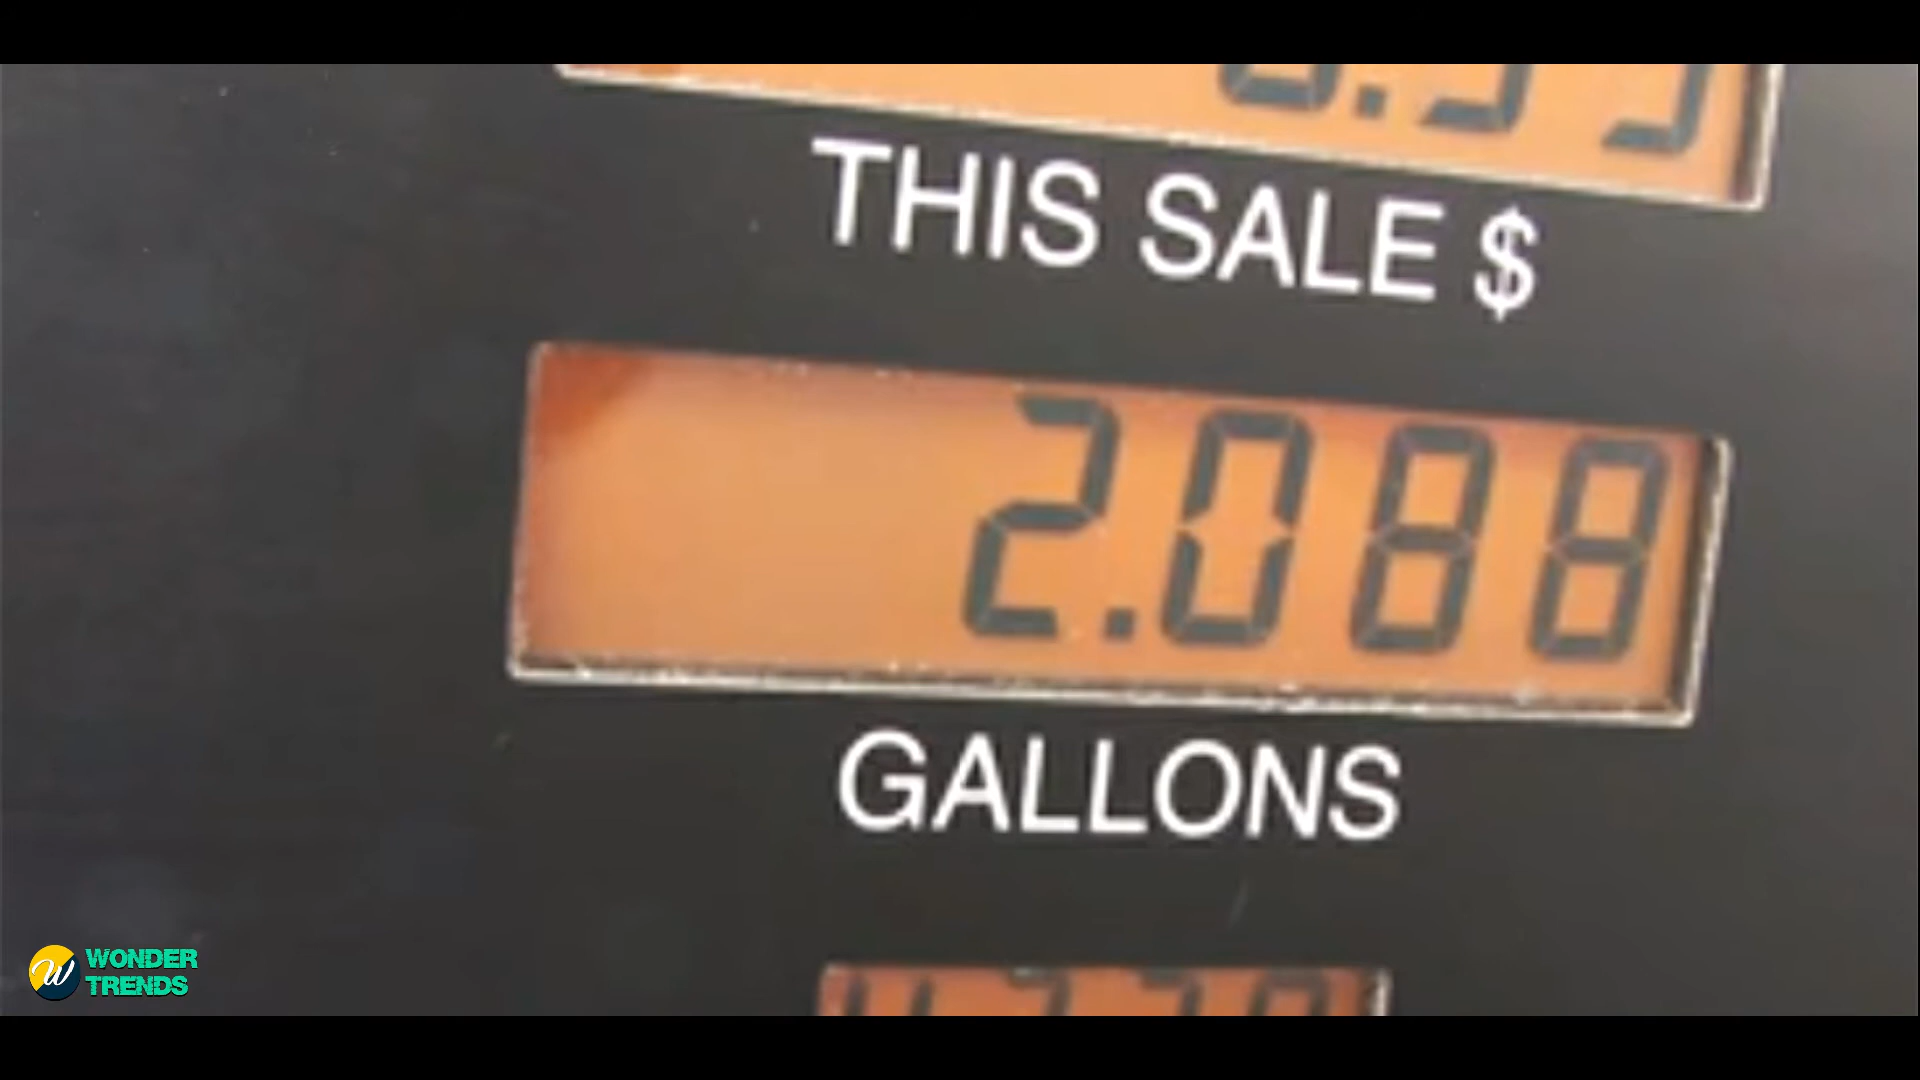 THIS SALE $
2.088
GALLONS
W WONDER
TRENDS